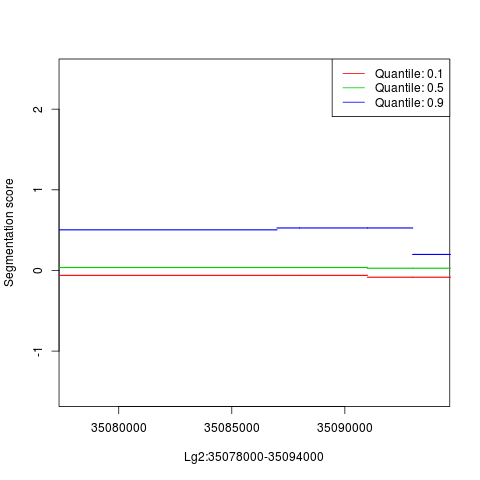 Quantile: 0.1
Quantile: 0.5
Quantile: 0.9
Segmentation score
2
1
0
-1
35080000 35085000 35090000
Lg2:35078000-35094000